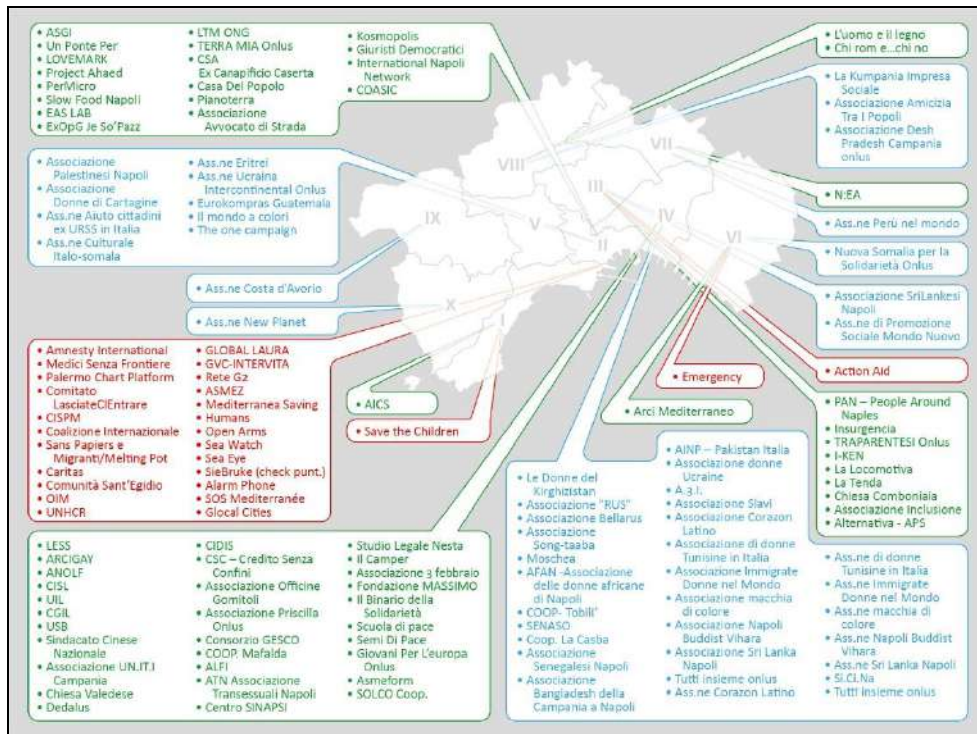 • ASGI
• Un Ponte Per
• LOVEMARK
• Project Ahaed
• PerMicro
• Slow Food Napoli
• EAS LAB
• ExOpG Je So'Pazz
• LTM ONG
• TERRA MIA Onlus
• CSA
Ex Canapificio Caserta
• Casa Del Popolo
• Pianoterra
• Associazione
Avvocato di Strada
• Kosmopolis
• Giuristi Democratici
• International Napoli
Network
• COASIC
• L'uomo e il legno
• Chi rom e...chi no
• La Kumpania Impresa
Sociale
• Associazione Amicizia
Tra I Popoli
• Associazione Desh
Pradesh Campania
onlus
• Associazione
Palestinesi Napoli
• Associazione
Donne di Cartagine
• Ass.ne Aiuto cittadini
ex URSS in Italia
• Ass.ne Culturale
Italo-somala
• Ass.ne Eritrei
• Ass.ne Ucraina
Intercontinental Onlus
• Eurokompras Guatemala
• Il mondo a colori
• The one campaign
VIII
VII
III
IX
V
IV
II
VI
X
I
• N:EA
• Ass.ne Perù nel mondo
• Nuova Somalia per la
Solidarietà Onlus
• Associazione SriLankesi
Napoli
• Ass.ne di Promozione
Sociale Mondo Nuovo
• Ass.ne Costa d'Avorio
• Ass.ne New Planet
• Amnesty International
• Medici Senza Frontiere
• Palermo Chart Platform
• Comitato
LasciateCIEntrare
• CISPM
• Coalizione Internazionale
• Sans Papiers e
Migranti/Melting Pot
• Caritas
• Comunità Sant'Egidio
• OIM
• UNHCR
• GLOBAL LAURA
• GVC-INTERVITA
• Rete G2
• ASMEZ
• Mediterranea Saving
• Humans
• Open Arms
• Sea Watch
• Sea Eye
• SieBruke (check punt.)
• Alarm Phone
• SOS Mediterranée
• Glocal Cities
• AICS
• Save the Children
• Emergency
• Arci Mediterraneo
• Action Aid
• PAN – People Around
Naples
• Insurgencia
• TRAPARENTESI Onlus
• I-KEN
• La Locomotiva
• La Tenda
• Chiesa Comboniaia
• Associazione Inclusione
• Alternativa - APS
• LESS
• ARCIGAY
• ANOLF
• CISL
• UIL
• CGIL
• USB
• Sindacato Cinese
Nazionale
• Associazione UN.IT.I
Campania
• Chiesa Valedese
• Dedalus
• CIDIS
• CSC – Credito Senza
Confini
• Associazione Officine
Gomitoli
• Associazione Priscilla
Onlus
• Consorzio GESCO
• COOP. Mafalda
• ALFI
• ATN Associazione
Transessuali Napoli
• Centro SINAPSI
• Studio Legale Nesta
• Il Camper
• Associazione 3 febbraio
• Fondazione MASSIMO
• Il Binario della
Solidarietà
• Scuola di pace
• Semi Di Pace
• Giovani Per L'europa
Onlus
• Asmeform
• SOLCO Coop.
• Le Donne del
Kirghizistan
• Associazione "RUS"
• Associazione Bellarus
• Associazione
Song-taaba
• Moschea
• AFAN -Associazione
delle donne africane
di Napoli
• COOP- Tobili'
• SENASO
• Coop. La Casba
• Associazione
Senegalesi Napoli
• Associazione
Bangladesh della
Campania a Napoli
• AINP – Pakistan Italia
• Associazione donne
Ucraine
• A.3.I.
• Associazione Slavi
• Associazione Corazon
Latino
• Associazione di donne
Tunisine in Italia
• Associazione Immigrate
Donne nel Mondo
• Associazione macchia
di colore
• Associazione Napoli
Buddist Vihara
• Associazione Sri Lanka
Napoli
• Tutti insieme onlus
• Ass.ne Corazon Latino
• Ass.ne di donne
Tunisine in Italia
• Ass.ne Immigrate
Donne nel Mondo
• Ass.ne macchia di
colore
• Ass.ne Napoli Buddist
Vihara
• Ass.ne Sri Lanka Napoli
• Si.Ci.Na
• Tutti insieme onlus